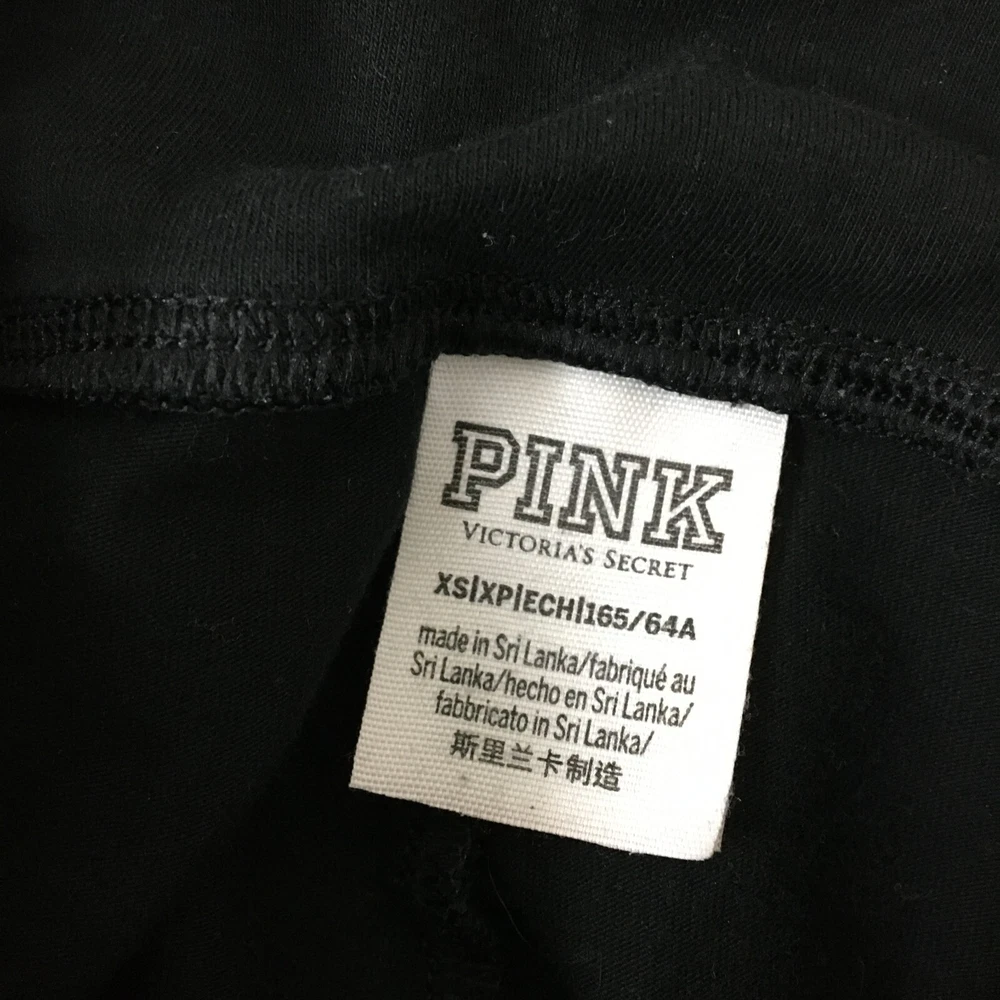 PINK
VICTORIA'S SECRET
XS|XP|ECH|165/64A
made in Sri Lanka/fabriqué au
Sri Lanka/hecho en Sri Lanka/
fabbricato in Sri Lanka/
斯里兰卡制造